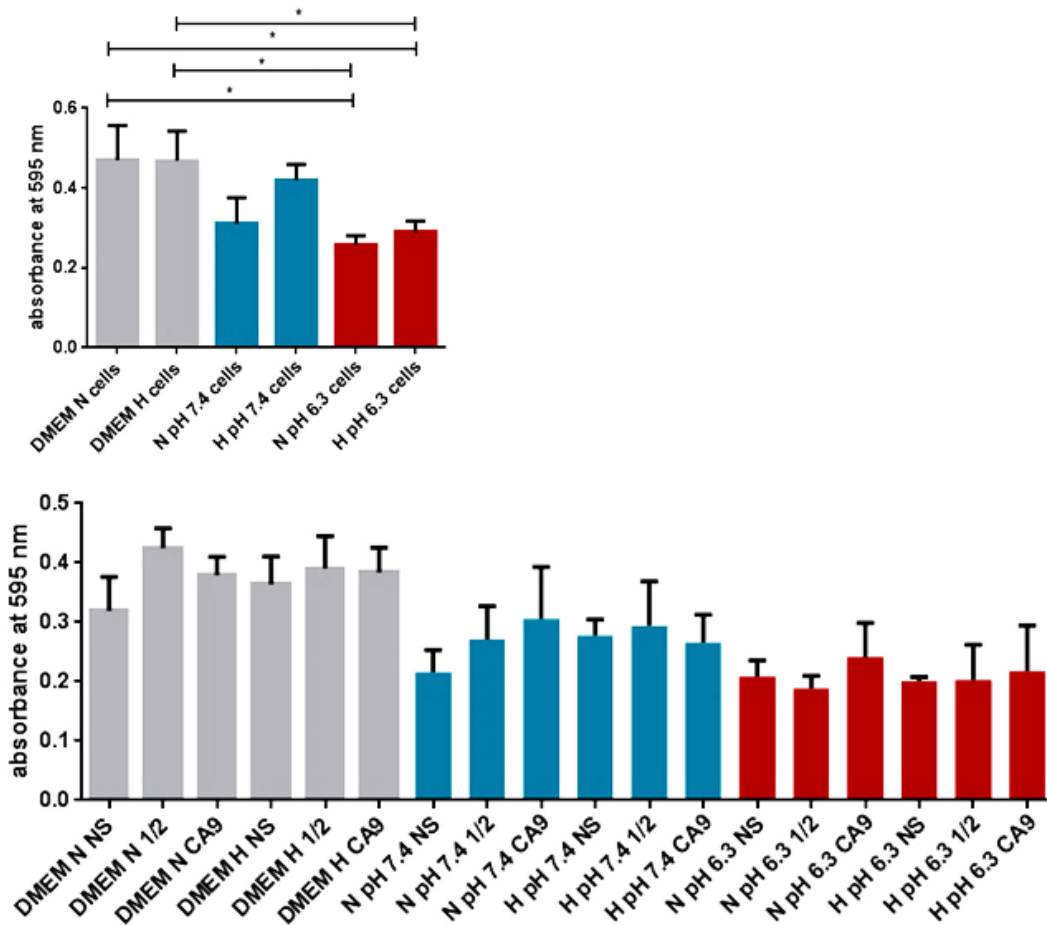 *
*
*
*
absorbance at 595 nm
0.6
0.4
0.2
0.0
DMEM N cells
DMEM H cells
N pH 7.4 cells
H pH 7.4 cells
N pH 6.3 cells
H pH 6.3 cells
absorbance at 595 nm
0.5
0.4
0.3
0.2
0.1
0.0
DMEM N NS
DMEM N 1/2
DMEM N CA9
DMEM H NS
DMEM H 1/2
DMEM H CA9
N pH 7.4 NS
N pH 7.4 1/2
N pH 7.4 CA9
H pH 7.4 NS
H pH 7.4 1/2
H pH 7.4 CA9
N pH 6.3 NS
N pH 6.3 1/2
N pH 6.3 CA9
H pH 6.3 NS
H pH 6.3 1/2
H pH 6.3 CA9